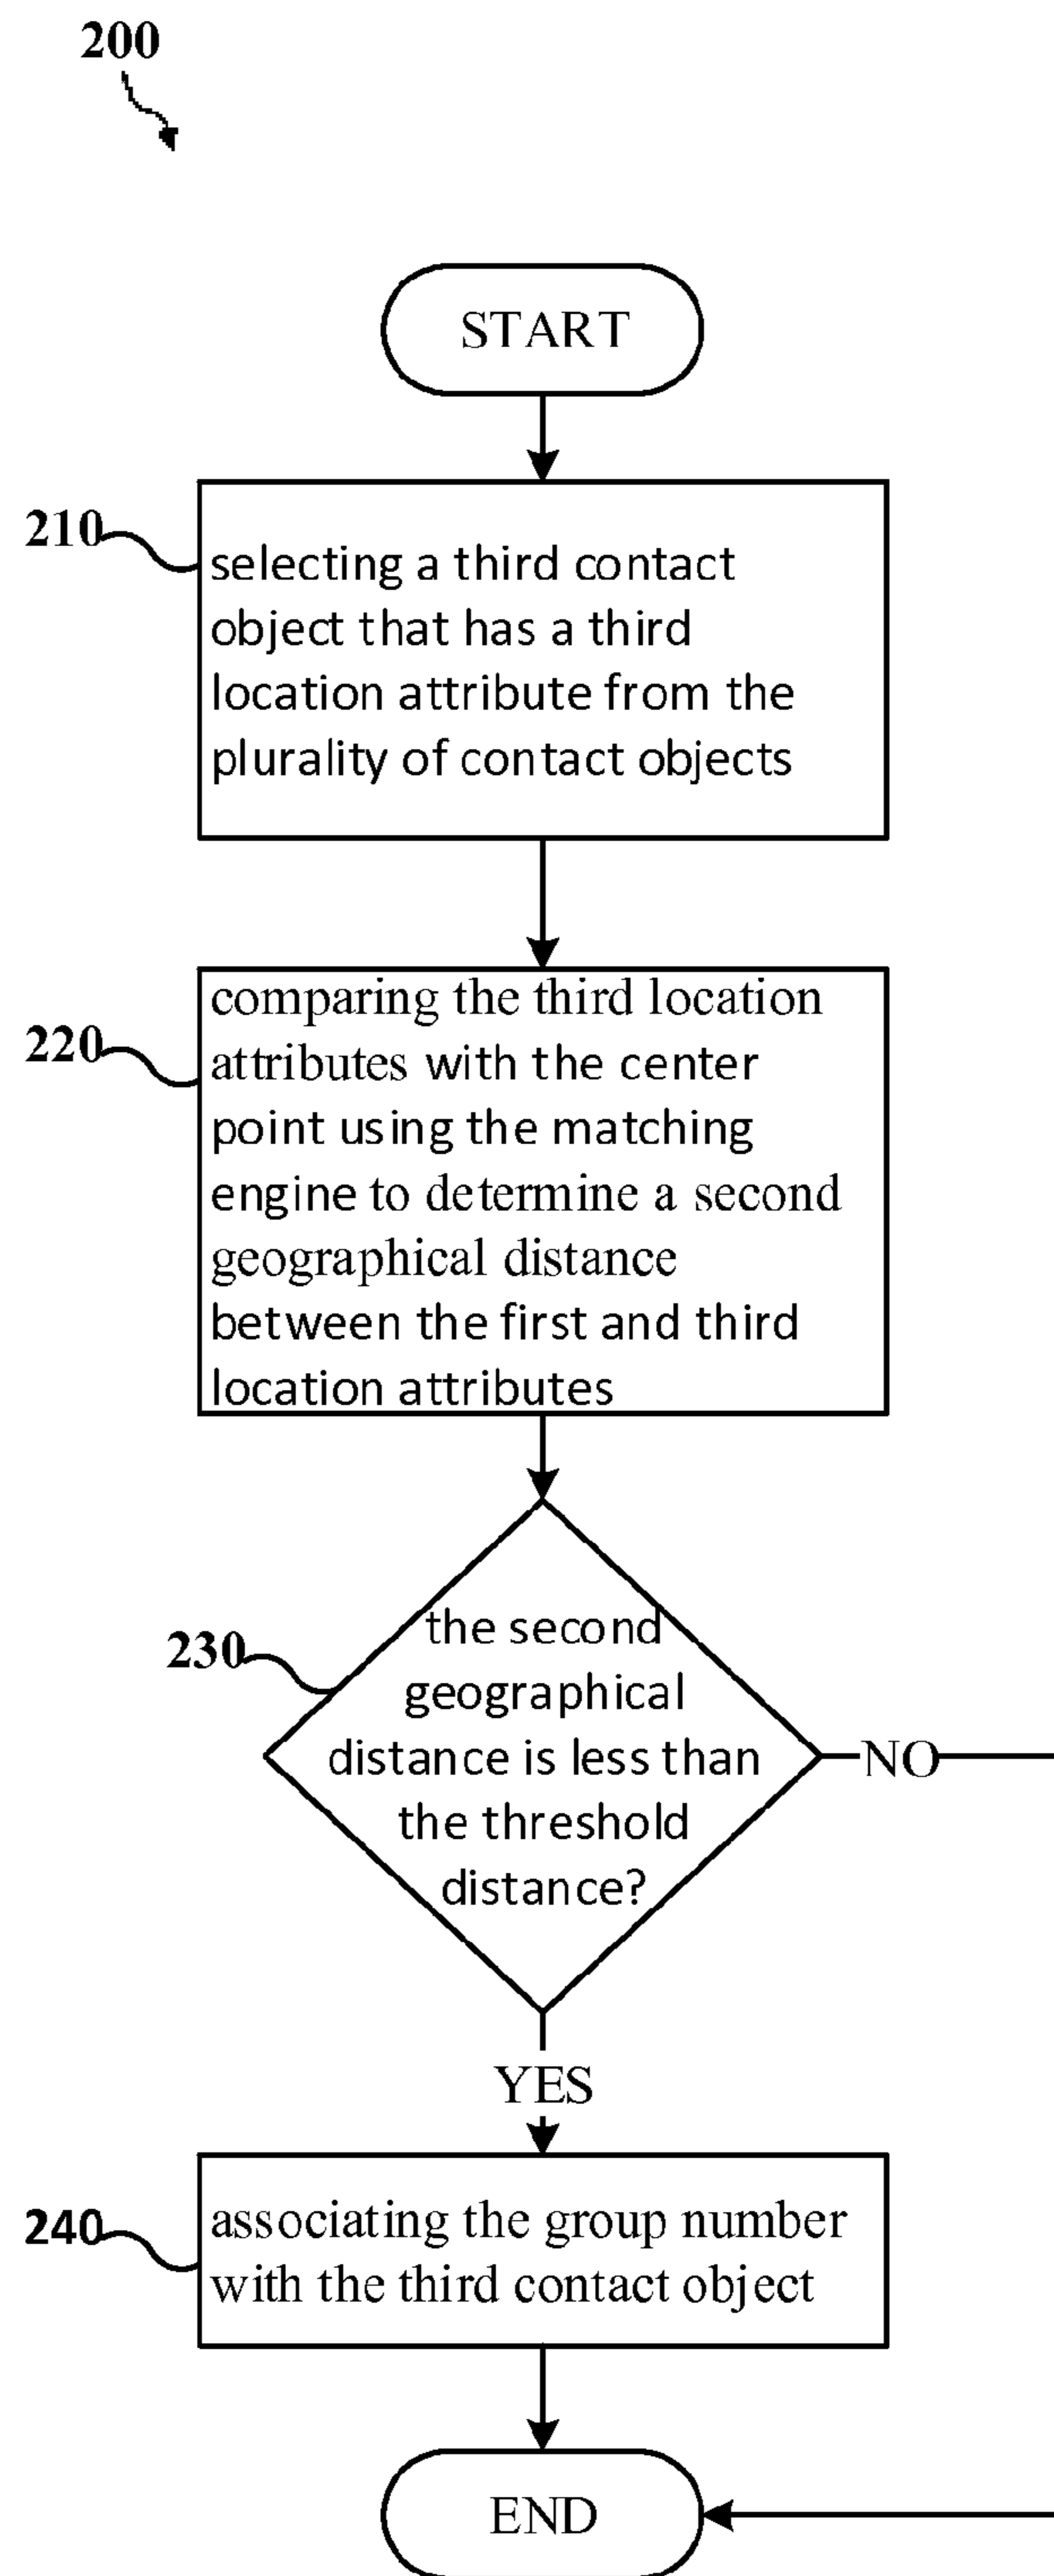 200
START
210
selecting a third contact
object that has a third
location attribute from the
plurality of contact objects
220
comparing the third location
attributes with the center
point using the matching
engine to determine a second
geographical distance
between the first and third
location attributes
230
the second
geographical
distance is less than
the threshold
distance?
NO
YES
240
associating the group number
with the third contact object
END